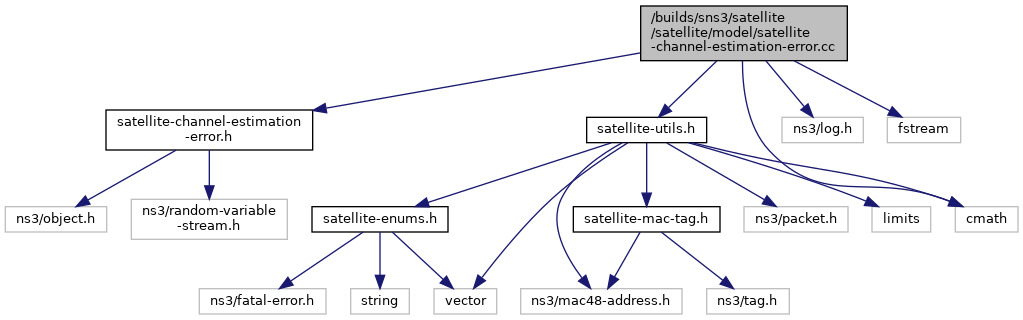 /builds/sns3/satellite
/satellite/model/satellite
-channel-estimation-error.cc
satellite-channel-estimation
-error.h
satellite-utils.h
ns3/log.h
fstream
ns3/object.h
ns3/random-variable
-stream.h
satellite-enums.h
satellite-mac-tag.h
ns3/packet.h
limits
cmath
ns3/fatal-error.h
string
vector
ns3/mac48-address.h
ns3/tag.h